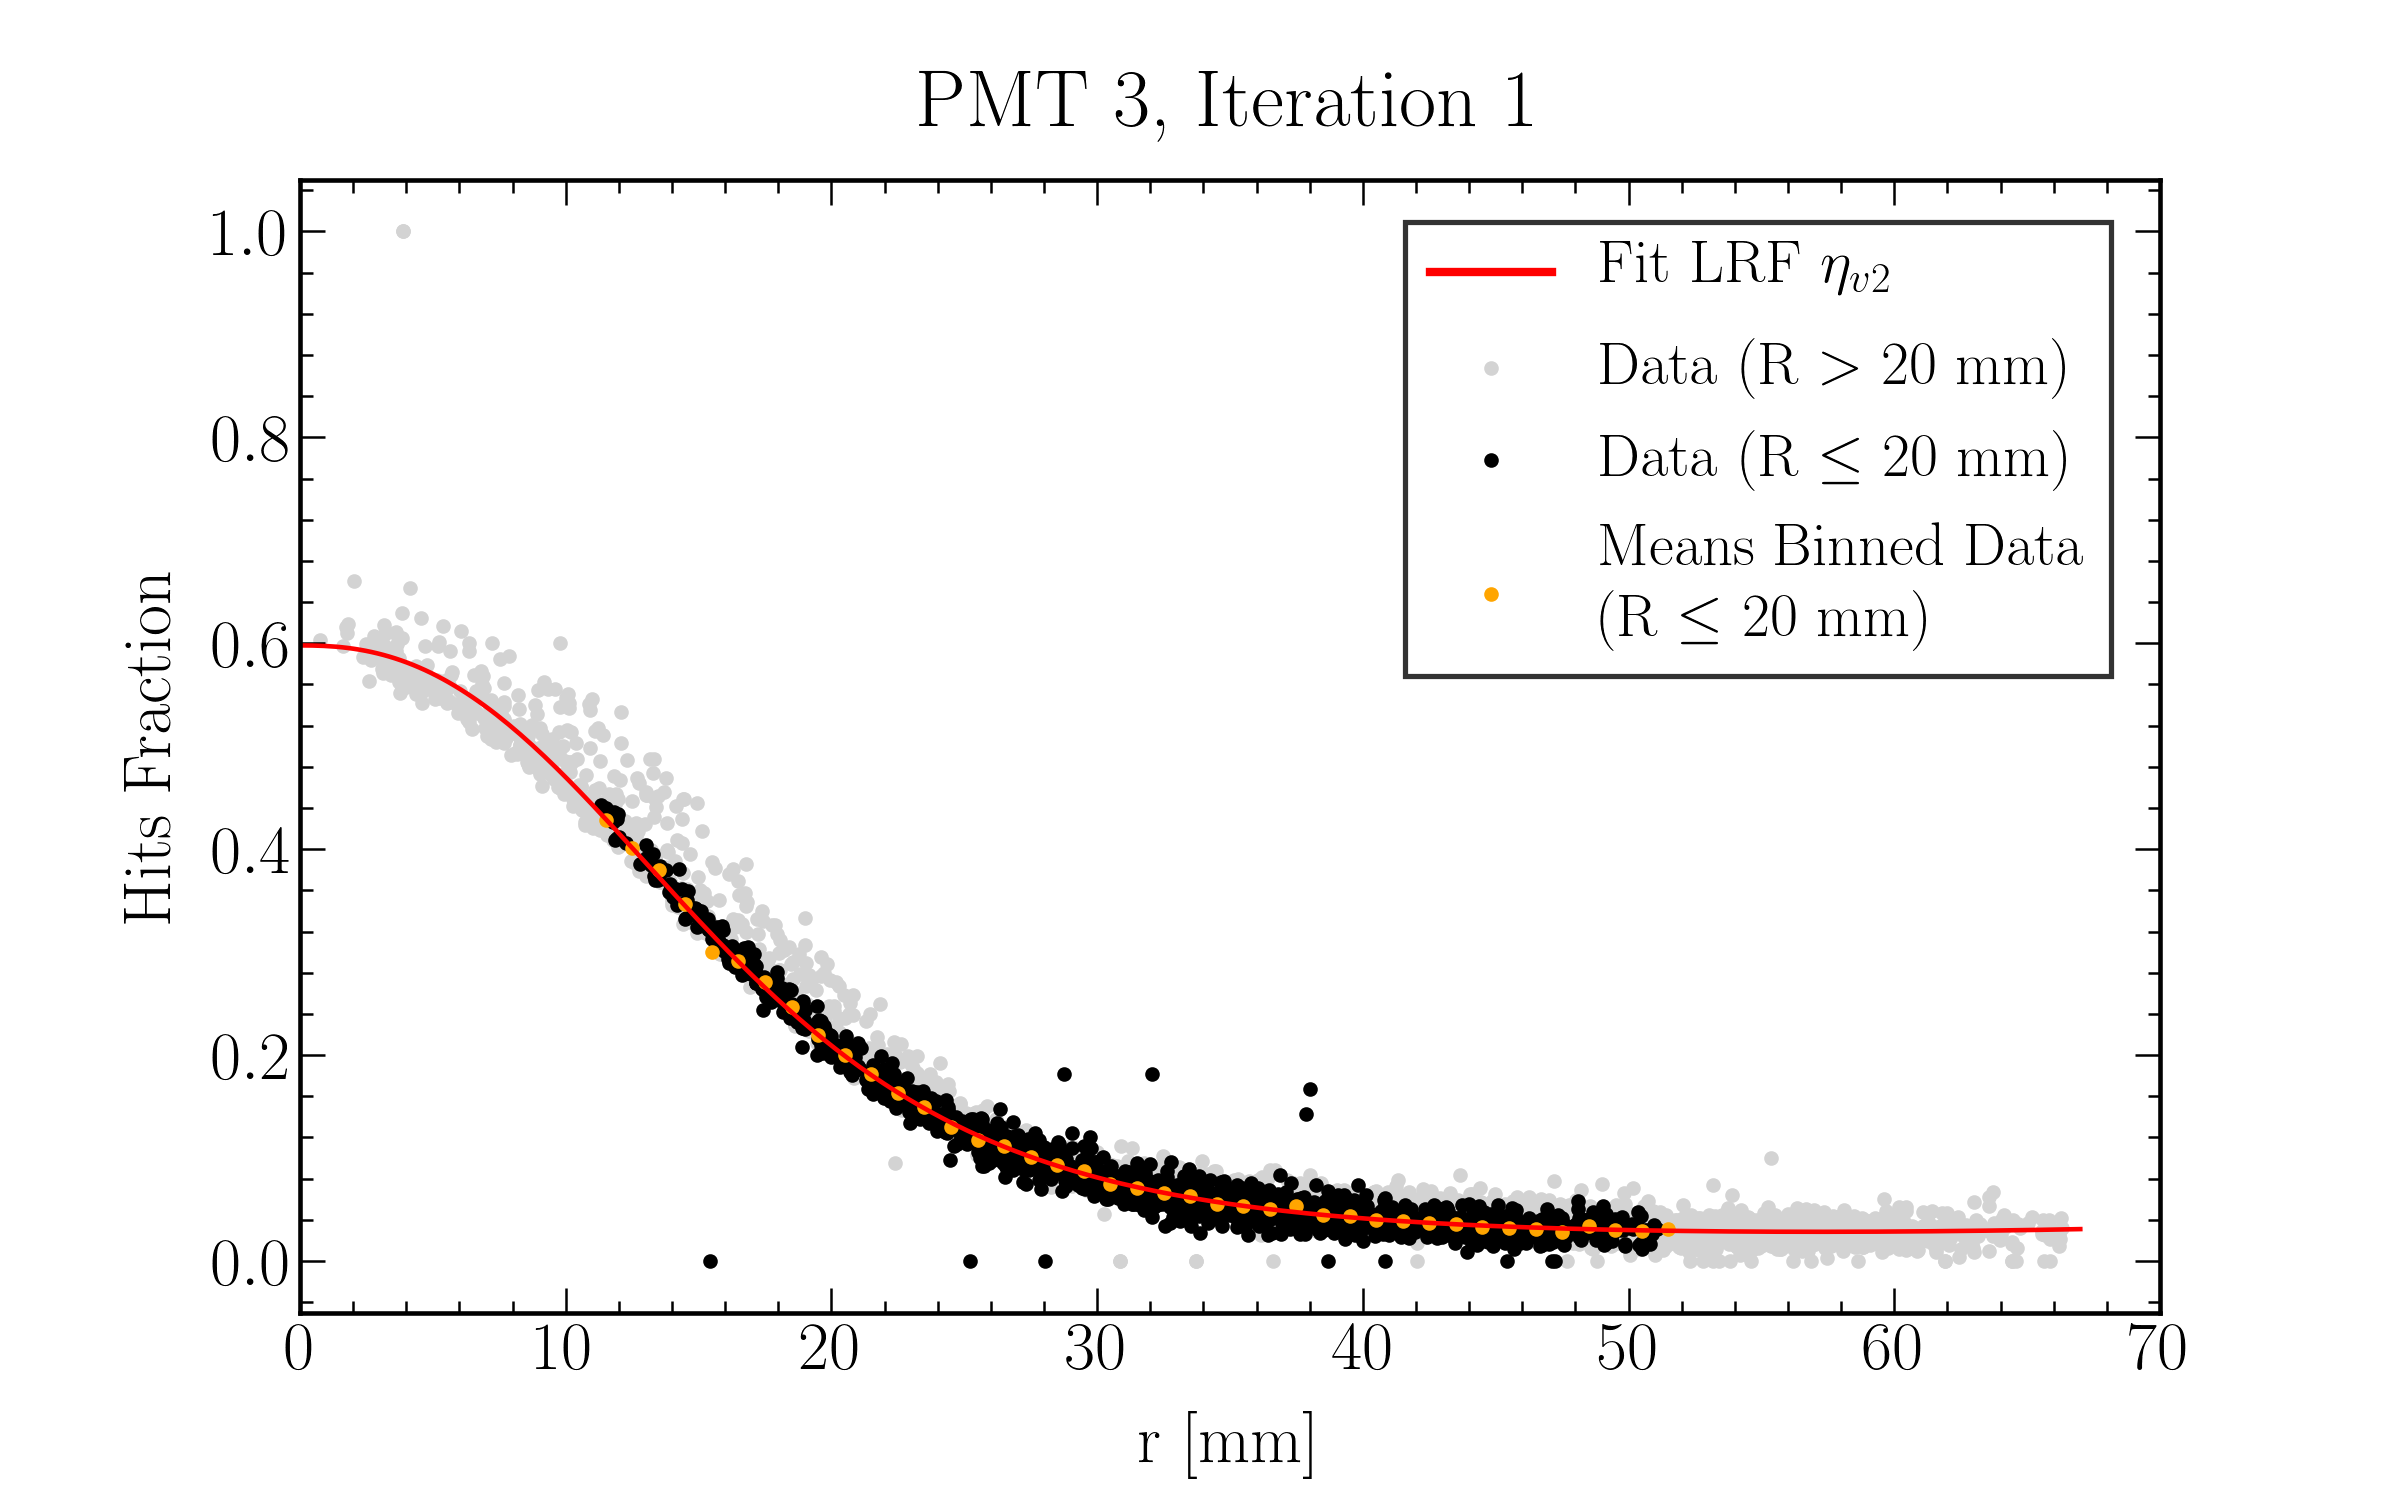 PMT 3, Iteration 1
Hits Fraction
1.0
0.8
0.6
0.4
0.2
0.0
Fit LRF η_{v2}
Data (R > 20 mm)
Data (R ≤ 20 mm)
Means Binned Data
(R ≤ 20 mm)
0 10 20 30 40 50 60 70
r [mm]